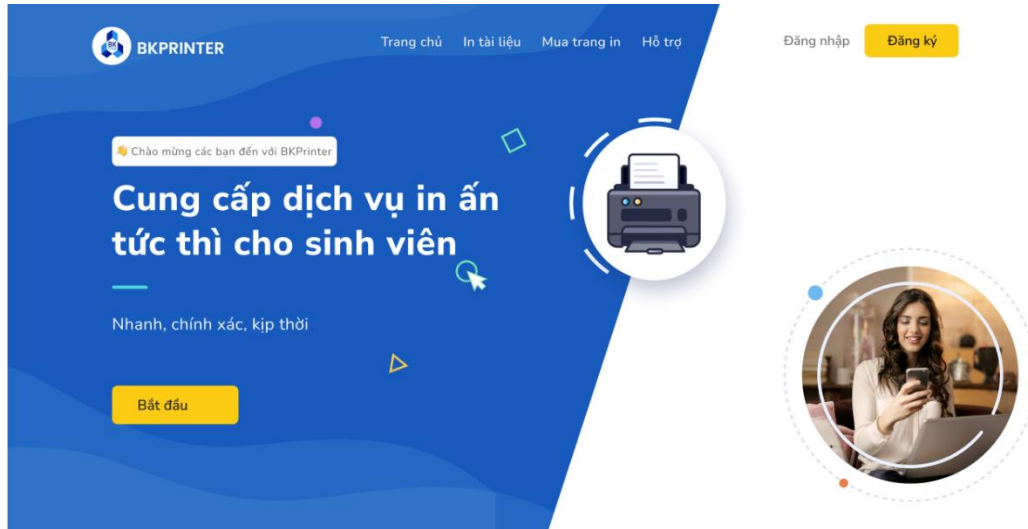 BK
BKPRINTER
Trang chủ In tài liệu Mua trang in Hỗ trợ
Đăng nhập Đăng ký
👋 Chào mừng các bạn đến với BKPrinter
Cung cấp dịch vụ in ấn
tức thì cho sinh viên
Nhanh, chính xác, kịp thời
Bắt đầu